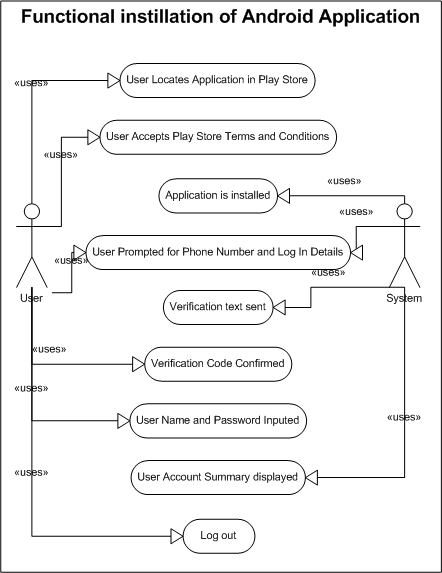 Functional instillation of Android Application
«uses»
User Locates Application in Play Store
User Accepts Play Store Terms and Conditions
«uses»
Application is installed
«uses»
«uses»
User Prompted for Phone Number and Log In Details
«uses»
«uses»
User
System
Verification text sent
«uses»
Verification Code Confirmed
«uses»
User Name and Password Inputed
«uses»
User Account Summary displayed
«uses»
Log out